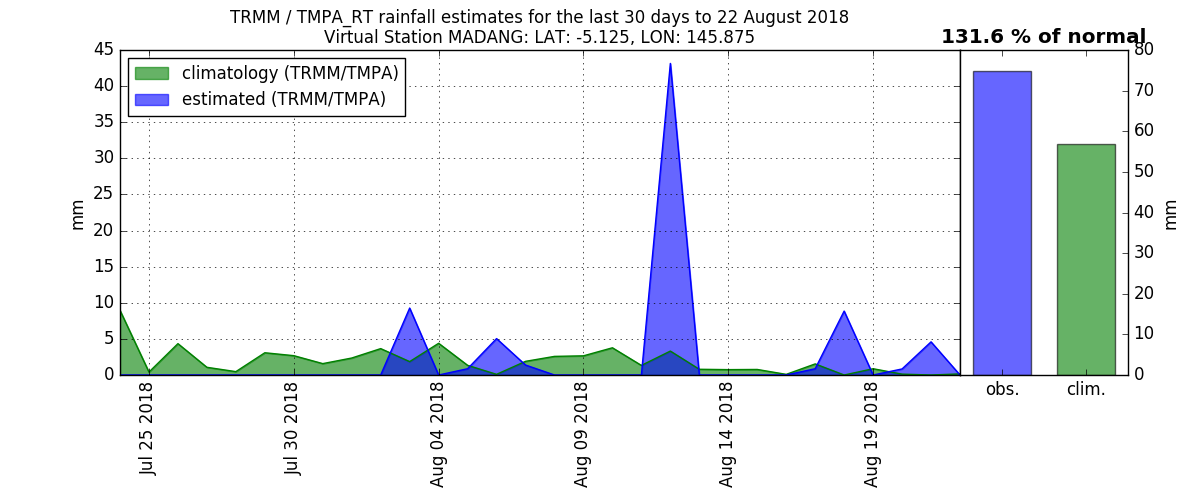 TRMM / TMPA_RT rainfall estimates for the last 30 days to 22 August 2018
Virtual Station MADANG: LAT: -5.125, LON: 145.875
131.6 % of normal
climatology (TRMM/TMPA)
estimated (TRMM/TMPA)
45
40
35
30
25
20
15
10
5
0
mm
Jul 25 2018
Jul 30 2018
Aug 04 2018
Aug 09 2018
Aug 14 2018
Aug 19 2018
80
70
60
50
40
30
20
10
0
mm
obs.
clim.